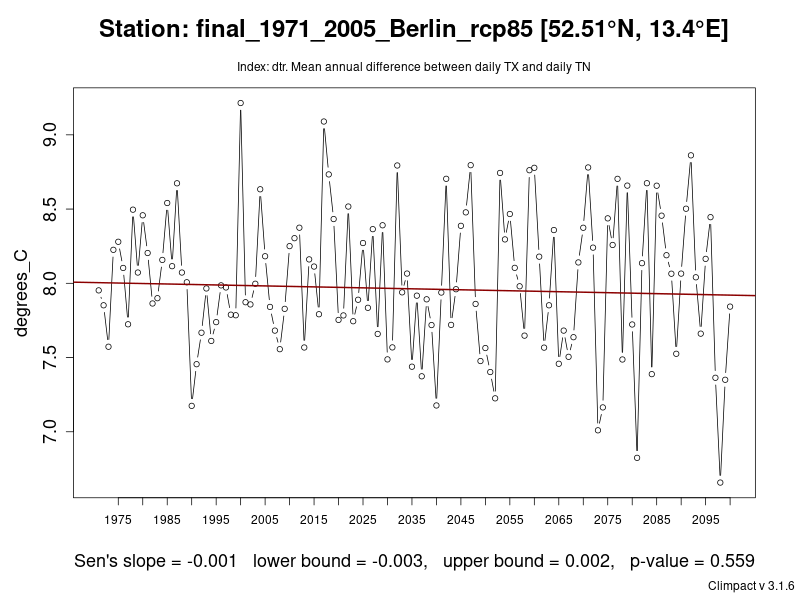 Station: final_1971_2005_Berlin_rcp85 [52.51°N, 13.4°E]
Index: dtr. Mean annual difference between daily TX and daily TN
degrees_C
9.0
8.5
8.0
7.5
7.0
1975 1985 1995 2005 2015 2025 2035 2045 2055 2065 2075 2085 2095
Sen's slope = -0.001 lower bound = -0.003, upper bound = 0.002, p-value = 0.559
Climpact v 3.1.6